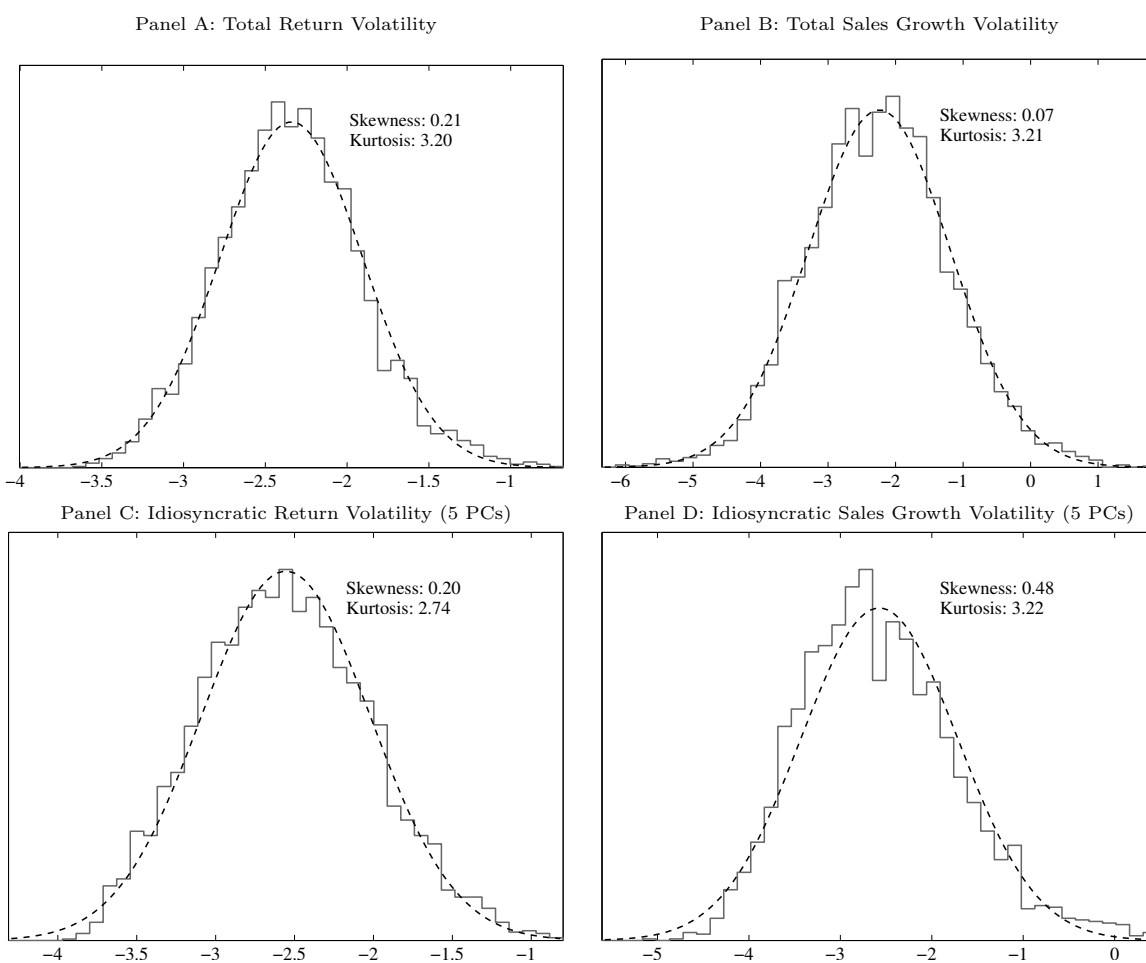 Panel A: Total Return Volatility
Skewness: 0.21
Kurtosis: 3.20
−4 −3.5 −3 −2.5 −2 −1.5 −1
Panel B: Total Sales Growth Volatility
Skewness: 0.07
Kurtosis: 3.21
−6 −5 −4 −3 −2 −1 0 1
Panel C: Idiosyncratic Return Volatility (5 PCs)
Skewness: 0.20
Kurtosis: 2.74
−4 −3.5 −3 −2.5 −2 −1.5 −1
Panel D: Idiosyncratic Sales Growth Volatility (5 PCs)
Skewness: 0.48
Kurtosis: 3.22
−5 −4 −3 −2 −1 0